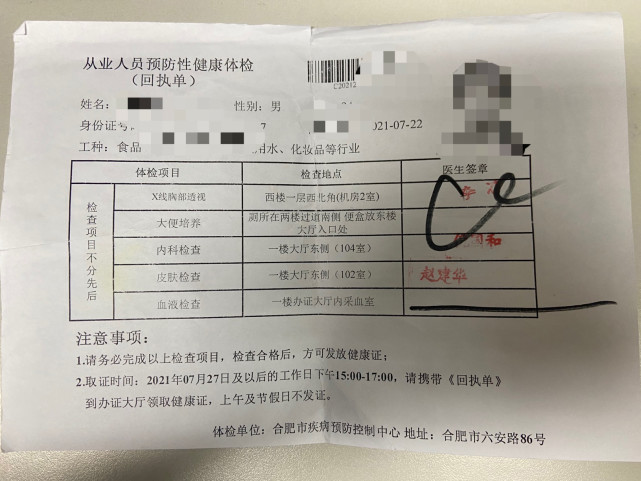 从业人员预防性健康体检
（回执单）
C20212
姓名： 性别：男
身份证号 7 021-07-22
工种：食品 用水、化妆品等行业
体检项目 检查地点 医生签章
检查项目不分先后
X线胸部透视 西楼一层西北角(机房2室)
大便培养 厕所在两楼过道南侧 便盒放东楼
大厅入口处
内科检查 一楼大厅东侧（104室） 和
皮肤检查 一楼大厅东侧（102室） 赵建华
血液检查 一楼办证大厅内采血室
注意事项：
1.请务必完成以上检查项目，检查合格后，方可发放健康证；
2.取证时间：2021年07月27日及以后的工作日下午15:00-17:00，请携带《回执单》
到办证大厅领取健康证，上午及节假日不发证。
体检单位：合肥市疾病预防控制中心 地址：合肥市六安路86号